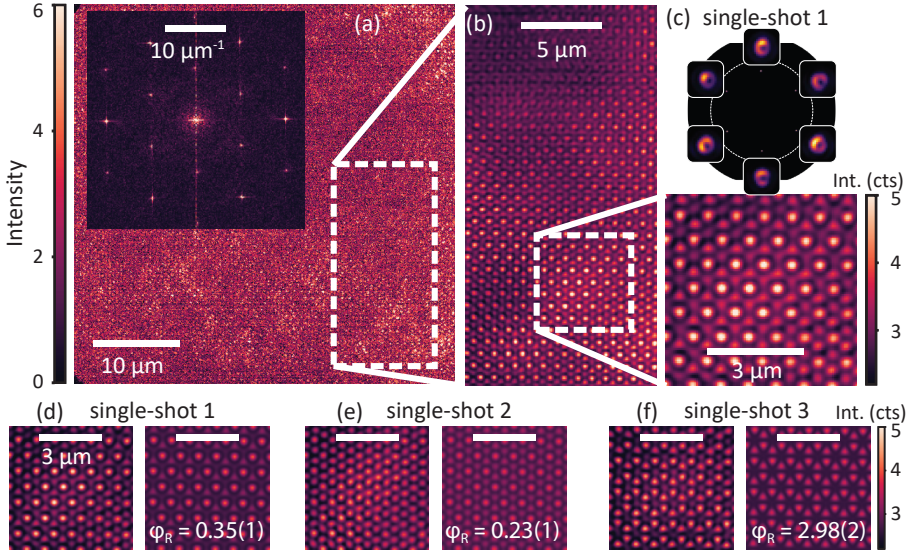 6
4
2
0
Intensity
10 µm⁻¹
(a)
10 µm
(b)
5 µm
(c) single-shot 1
Int. (cts)
5
3
2
3 µm
(d) single-shot 1
(e) single-shot 2
(f) single-shot 3
Int. (cts)
3 µm
φR = 0.35(1)
φR = 0.23(1)
φR = 2.98(2)
5
4
3